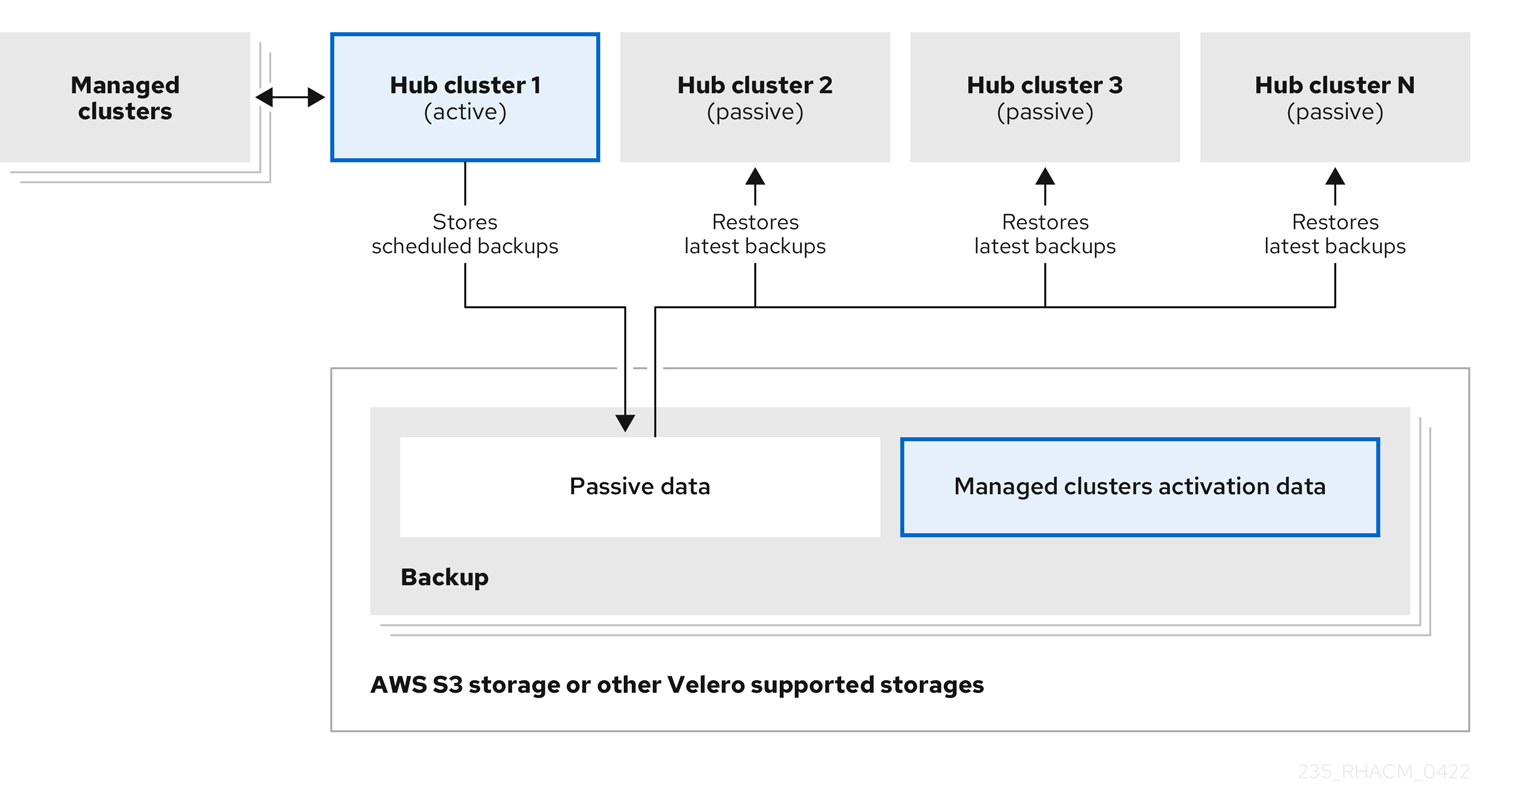 Managed
clusters
Hub cluster 1
(active)
Hub cluster 2
(passive)
Hub cluster 3
(passive)
Hub cluster N
(passive)
Stores
scheduled backups
Restores
latest backups
Restores
latest backups
Restores
latest backups
Passive data
Managed clusters activation data
Backup
AWS S3 storage or other Velero supported storages
235_RHACM_0422